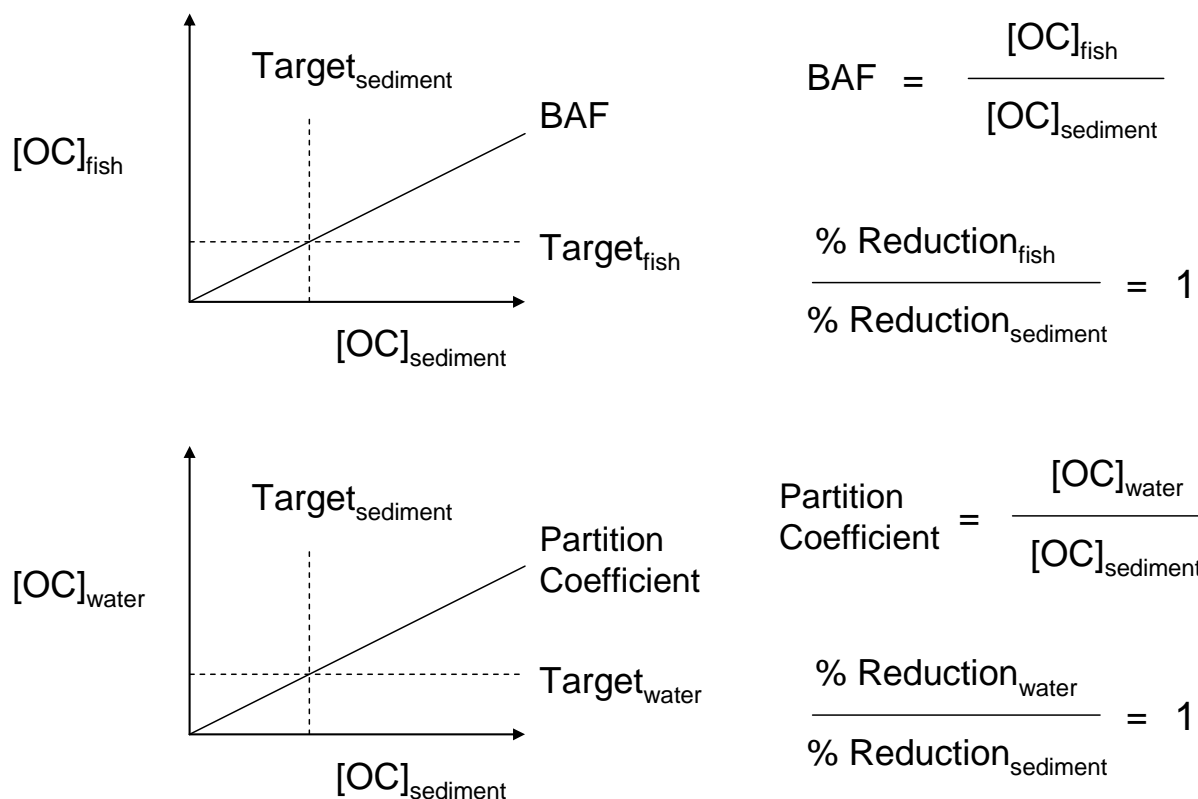 Target_sediment
BAF
[OC]_fish
Target_fish
[OC]_sediment
BAF = [OC]_fish / [OC]_sediment
% Reduction_fish / % Reduction_sediment = 1
Target_sediment
Partition
Coefficient
[OC]_water
Target_water
[OC]_sediment
Partition
Coefficient = [OC]_water / [OC]_sediment
% Reduction_water / % Reduction_sediment = 1